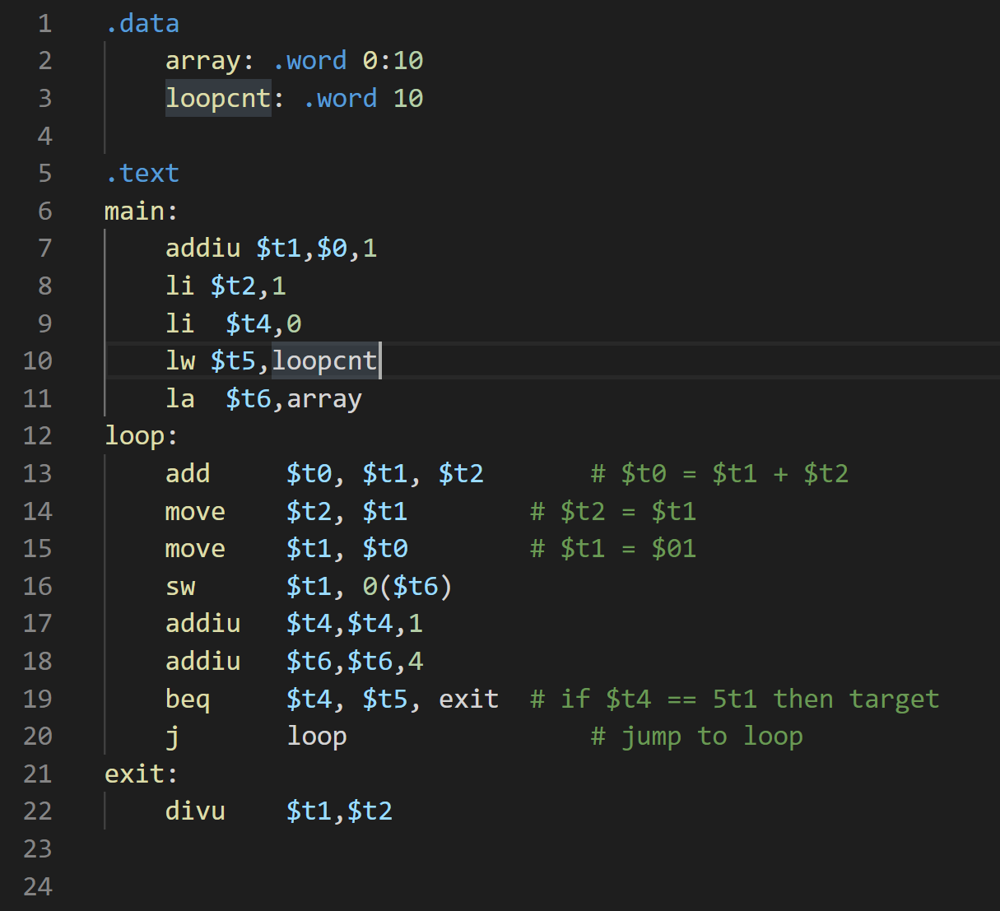 1 .data
2 array: .word 0:10
3 loopcnt: .word 10
4
5 .text
6 main:
7 addiu $t1,$0,1
8 li $t2,1
9 li  $t4,0
10 lw $t5,loopcnt
11 la  $t6,array
12 loop:
13 add     $t0, $t1, $t2       # $t0 = $t1 + $t2
14 move    $t2, $t1        # $t2 = $t1
15 move    $t1, $t0        # $t1 = $01
16 sw      $t1, 0($t6)
17 addiu   $t4,$t4,1
18 addiu   $t6,$t6,4
19 beq     $t4, $t5, exit  # if $t4 == 5t1 then target
20 j       loop                # jump to loop
21 exit:
22 divu    $t1,$t2
23
24